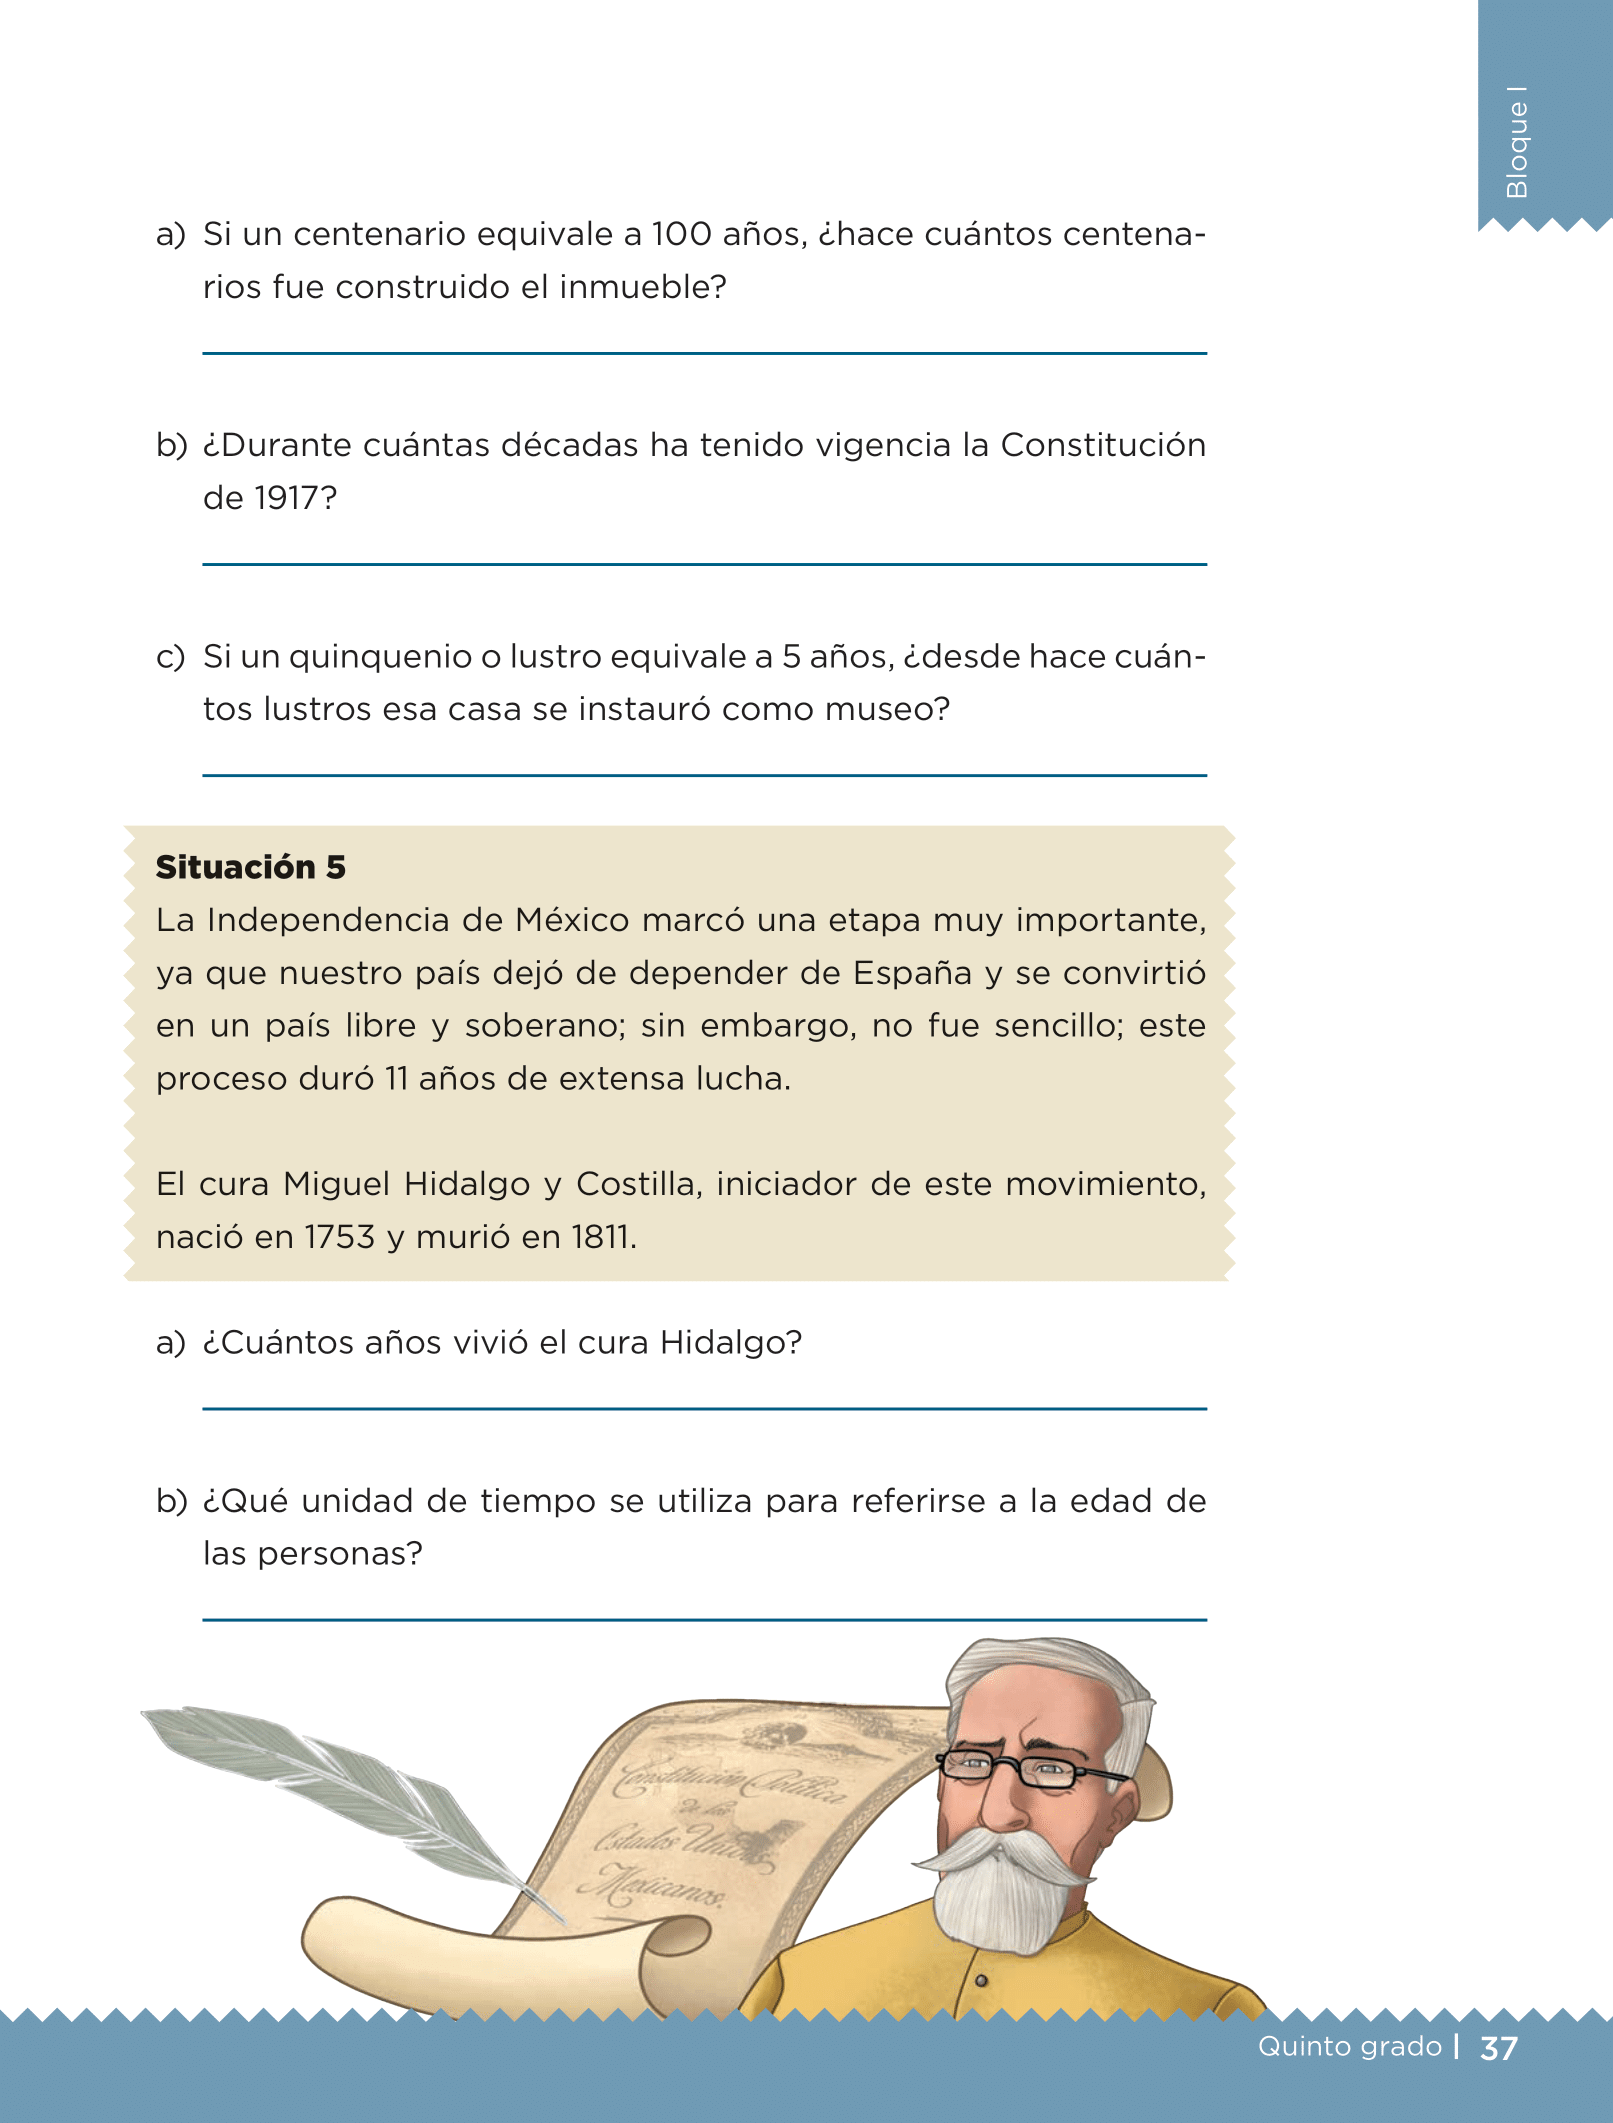 Bloque I
a) Si un centenario equivale a 100 años, ¿hace cuántos centena-
rios fue construido el inmueble?
b) ¿Durante cuántas décadas ha tenido vigencia la Constitución
de 1917?
c) Si un quinquenio o lustro equivale a 5 años, ¿desde hace cuán-
tos lustros esa casa se instauró como museo?
Situación 5
La Independencia de México marcó una etapa muy importante,
ya que nuestro país dejó de depender de España y se convirtió
en un país libre y soberano; sin embargo, no fue sencillo; este
proceso duró 11 años de extensa lucha.
El cura Miguel Hidalgo y Costilla, iniciador de este movimiento,
nació en 1753 y murió en 1811.
a) ¿Cuántos años vivió el cura Hidalgo?
b) ¿Qué unidad de tiempo se utiliza para referirse a la edad de
las personas?
Constitución Política
de los
Estados Unidos
Mexicanos.
Quinto grado | 37